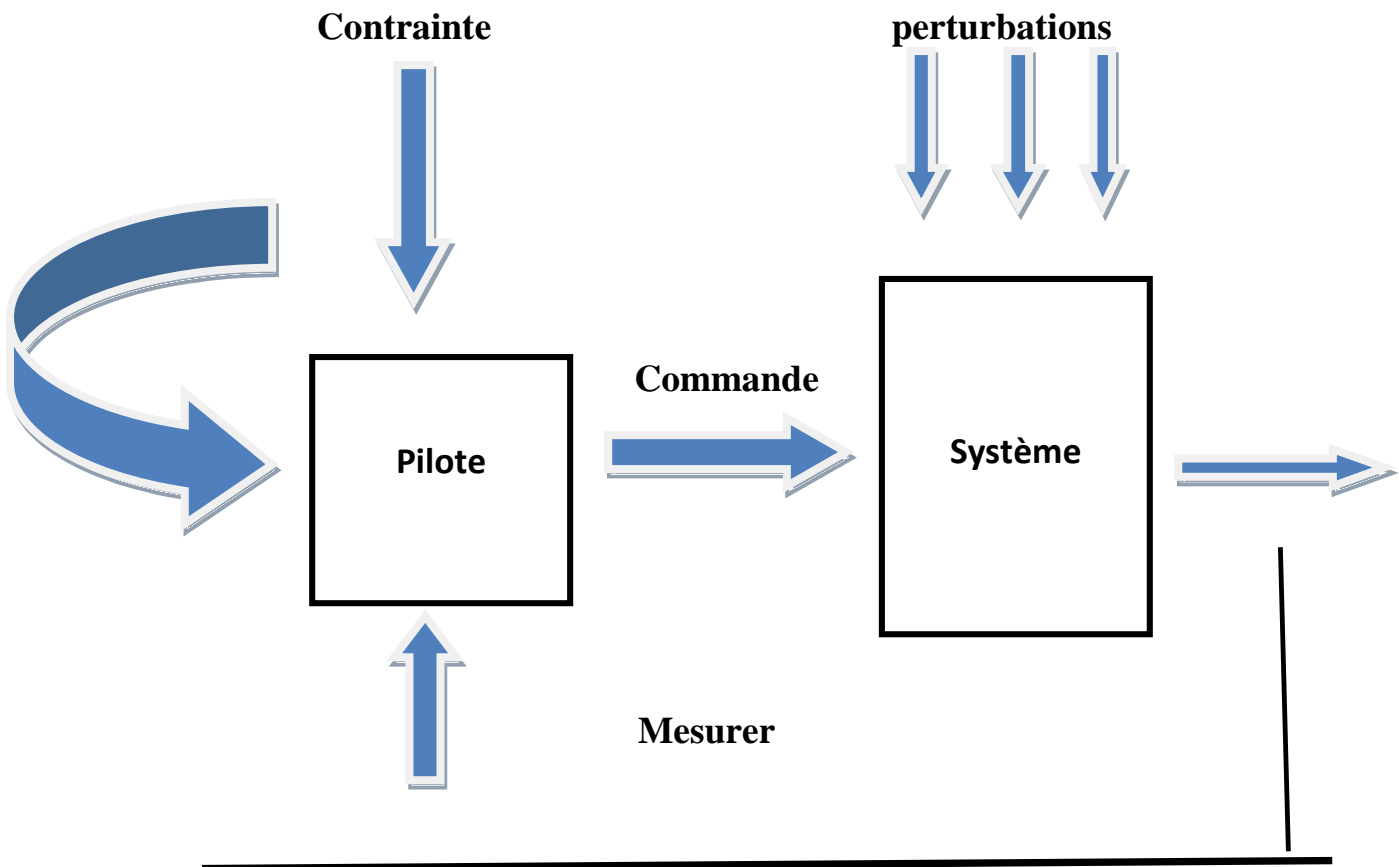 Contrainte
perturbations
Commande
Pilote
Système
Mesurer